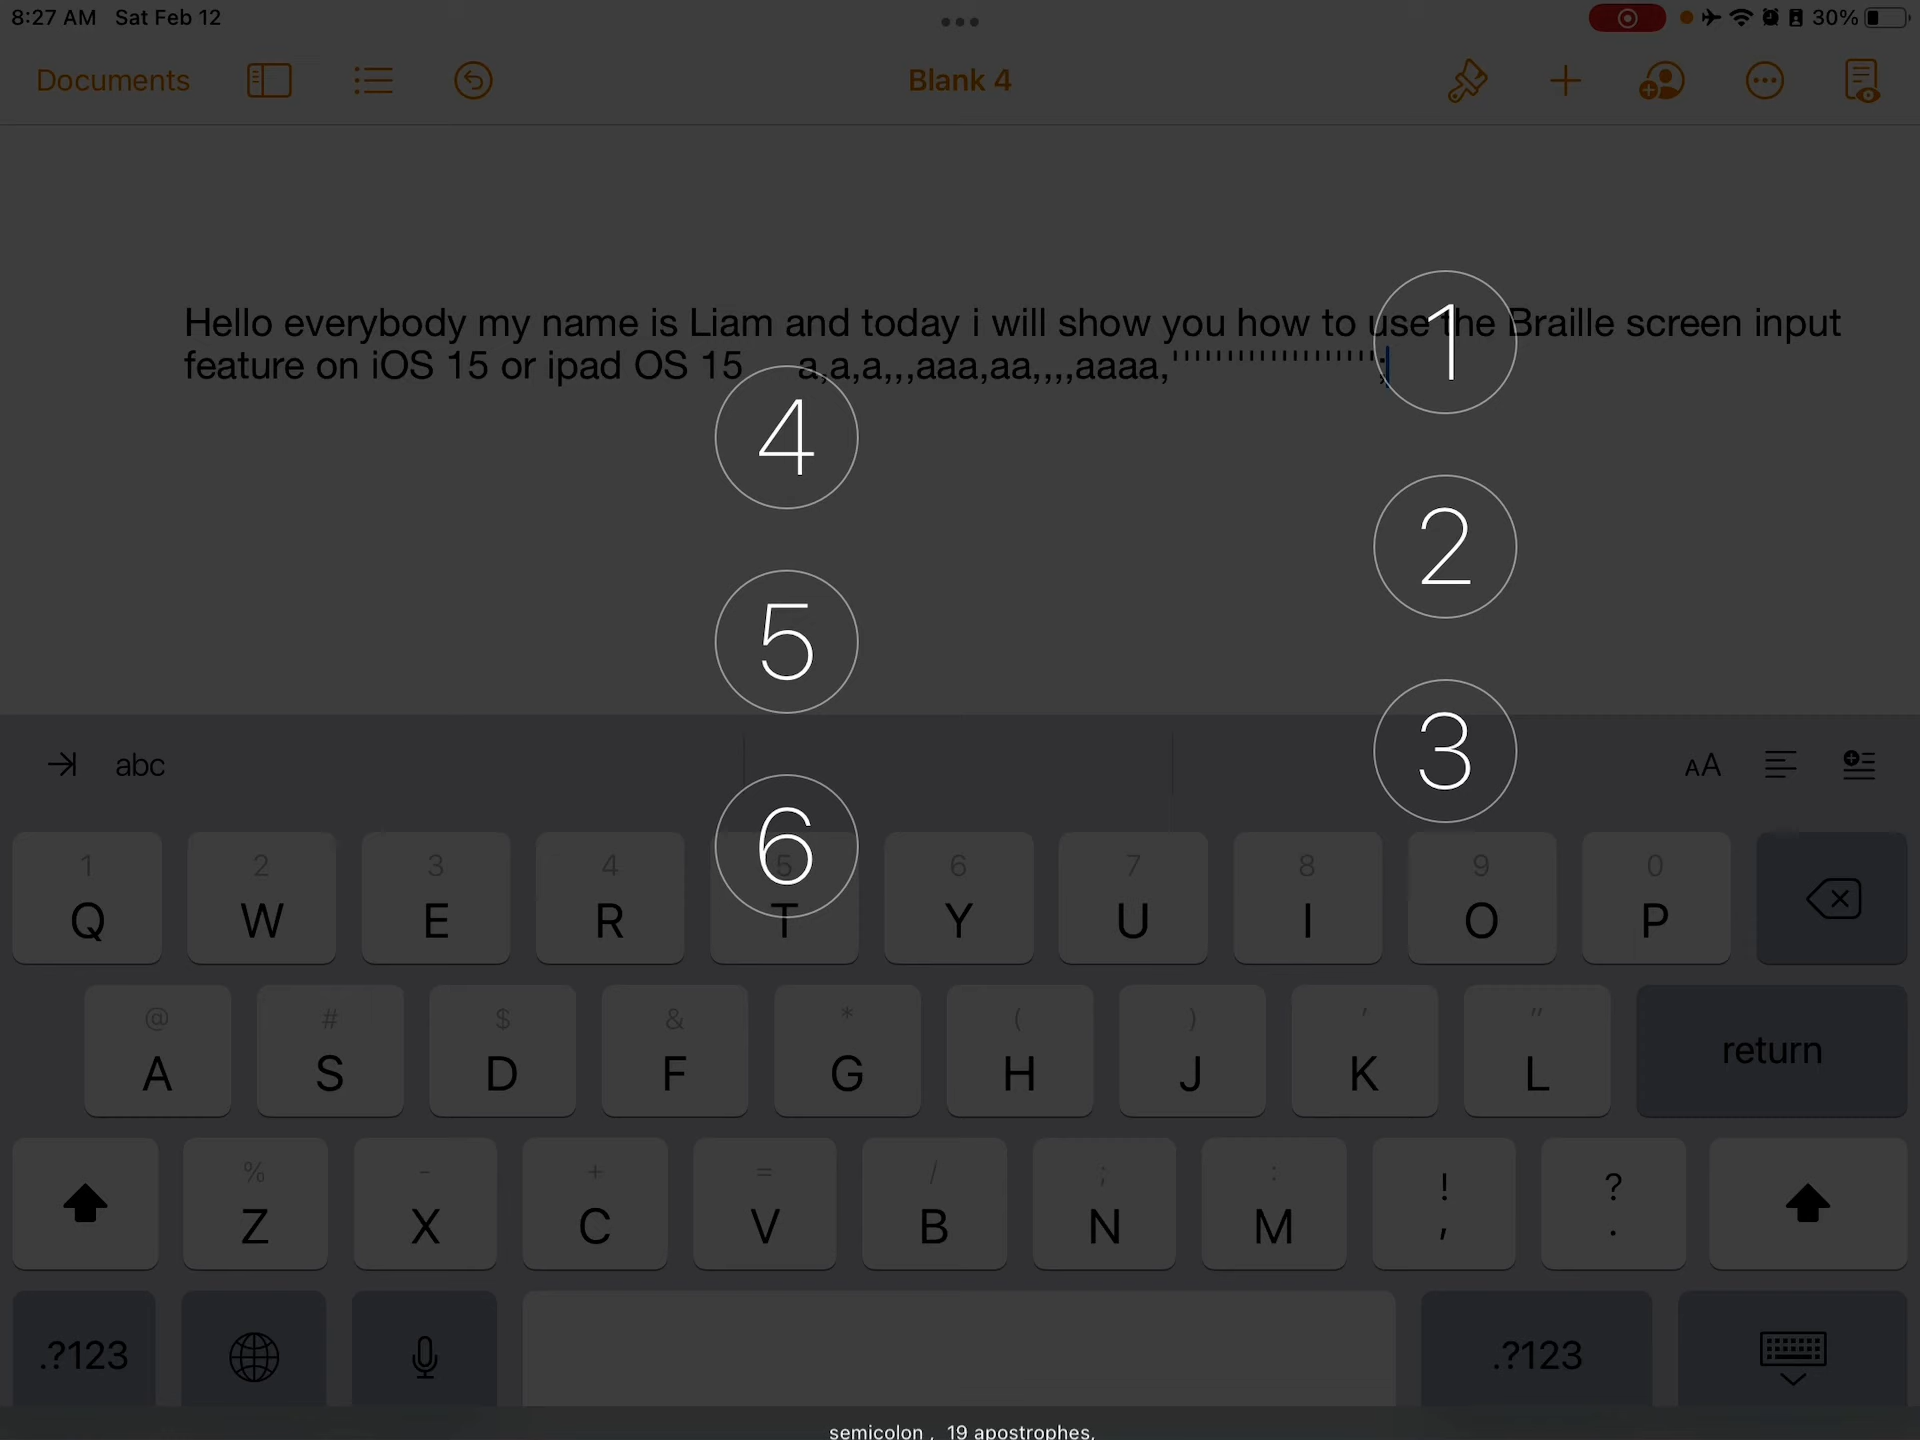 8:27 AM Sat Feb 12 30%
Documents Blank 4
Hello everybody my name is Liam and today i will show you how to use the Braille screen input
feature on iOS 15 or ipad OS 15 a,a,a,,,aaa,aa,,,,aaaa,''''''''''''''''''';
1
4
2
5
3
6
abc AA
1 2 3 4 5 6 7 8 9 0
Q W E R T Y U I O P
@ # $ & * ( ) ' "
A S D F G H J K L return
% - + = / ; : ! ?
Z X C V B N M , .
.?123 .?123
semicolon , 19 apostrophes,